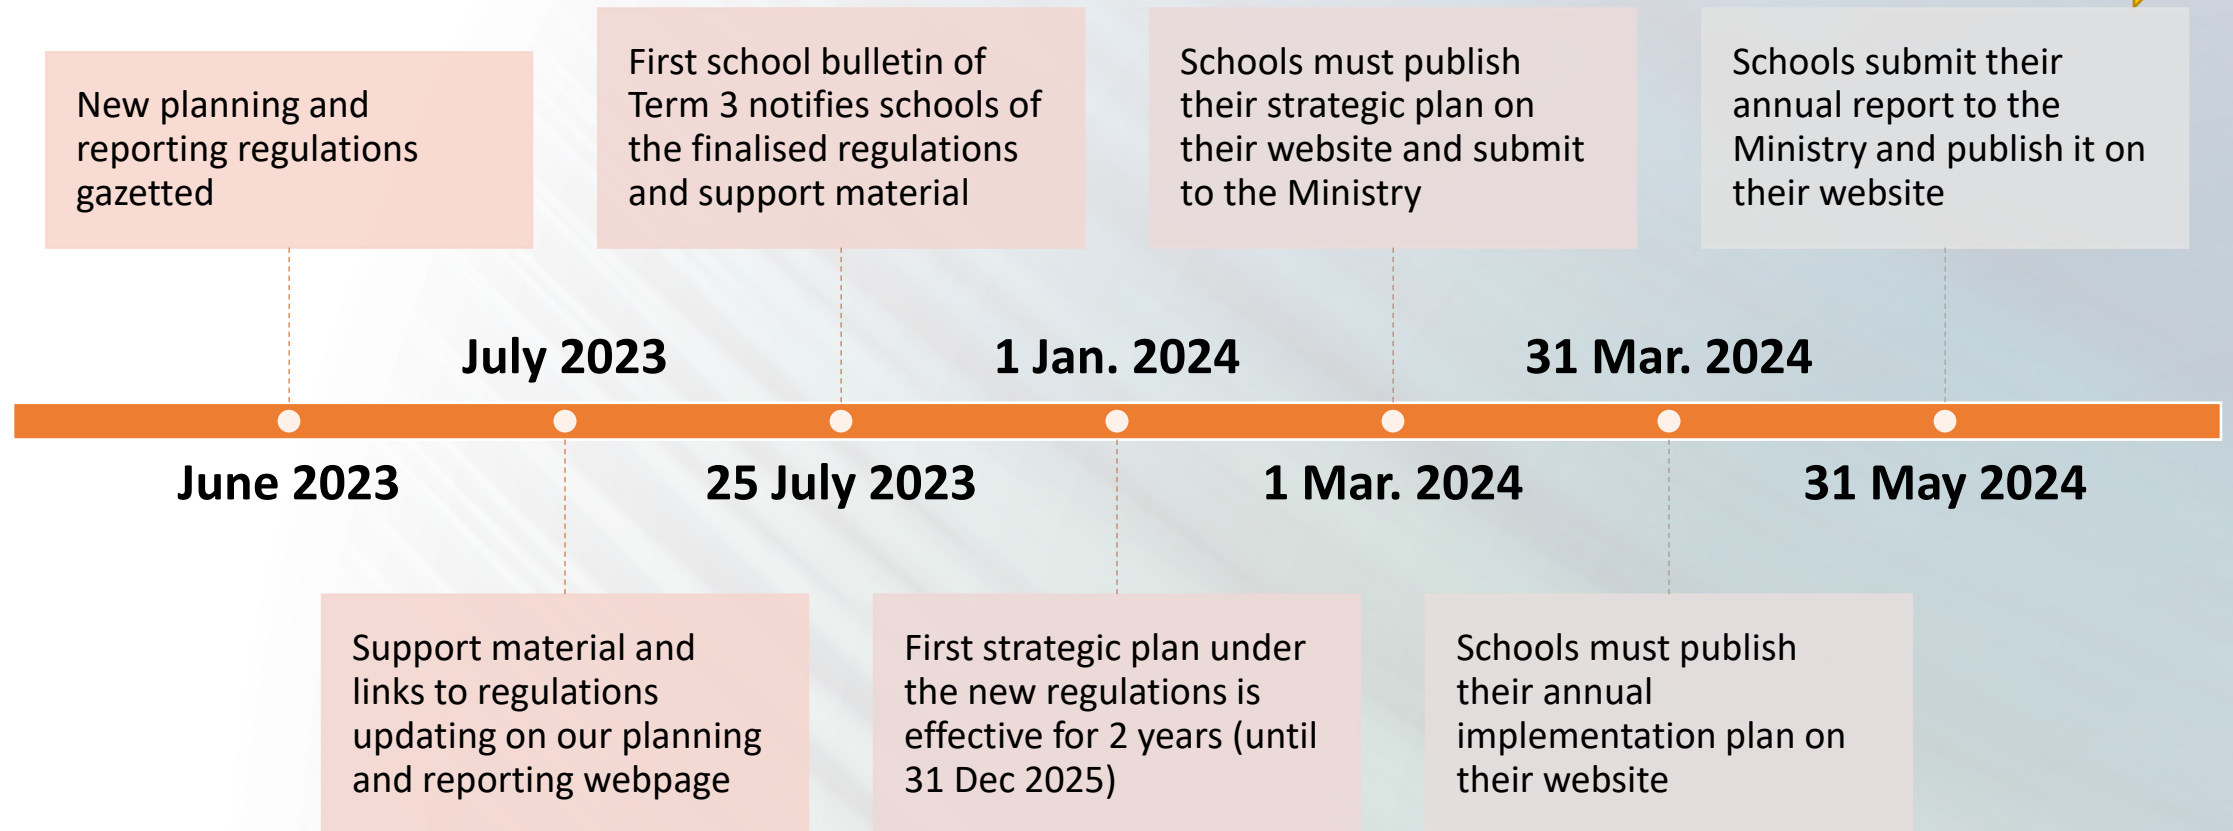 New planning and
reporting regulations
gazetted
First school bulletin of
Term 3 notifies schools of
the finalised regulations
and support material
Schools must publish
their strategic plan on
their website and submit
to the Ministry
Schools submit their
annual report to the
Ministry and publish it on
their website
July 2023
1 Jan. 2024
31 Mar. 2024
June 2023
25 July 2023
1 Mar. 2024
31 May 2024
Support material and
links to regulations
updating on our planning
and reporting webpage
First strategic plan under
the new regulations is
effective for 2 years (until
31 Dec 2025)
Schools must publish
their annual
implementation plan on
their website